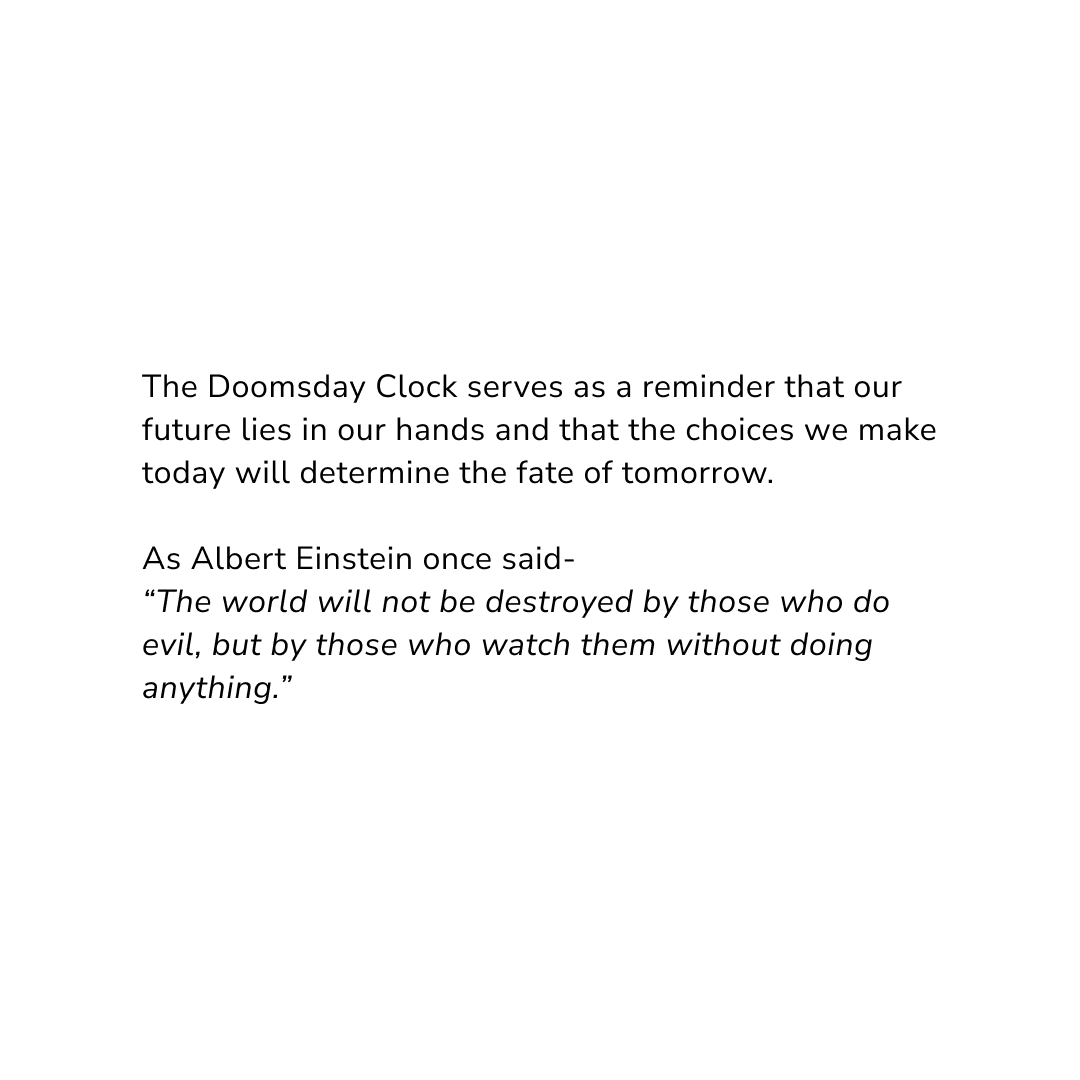 The Doomsday Clock serves as a reminder that our
future lies in our hands and that the choices we make
today will determine the fate of tomorrow.
As Albert Einstein once said-
“The world will not be destroyed by those who do
evil, but by those who watch them without doing
anything.”